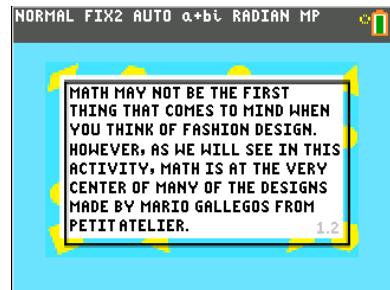 NORMAL FIX2 AUTO a+bi RADIAN MP
MATH MAY NOT BE THE FIRST
THING THAT COMES TO MIND WHEN
YOU THINK OF FASHION DESIGN.
HOWEVER, AS WE WILL SEE IN THIS
ACTIVITY, MATH IS AT THE VERY
CENTER OF MANY OF THE DESIGNS
MADE BY MARIO GALLEGOS FROM
PETIT ATELIER.
1.2